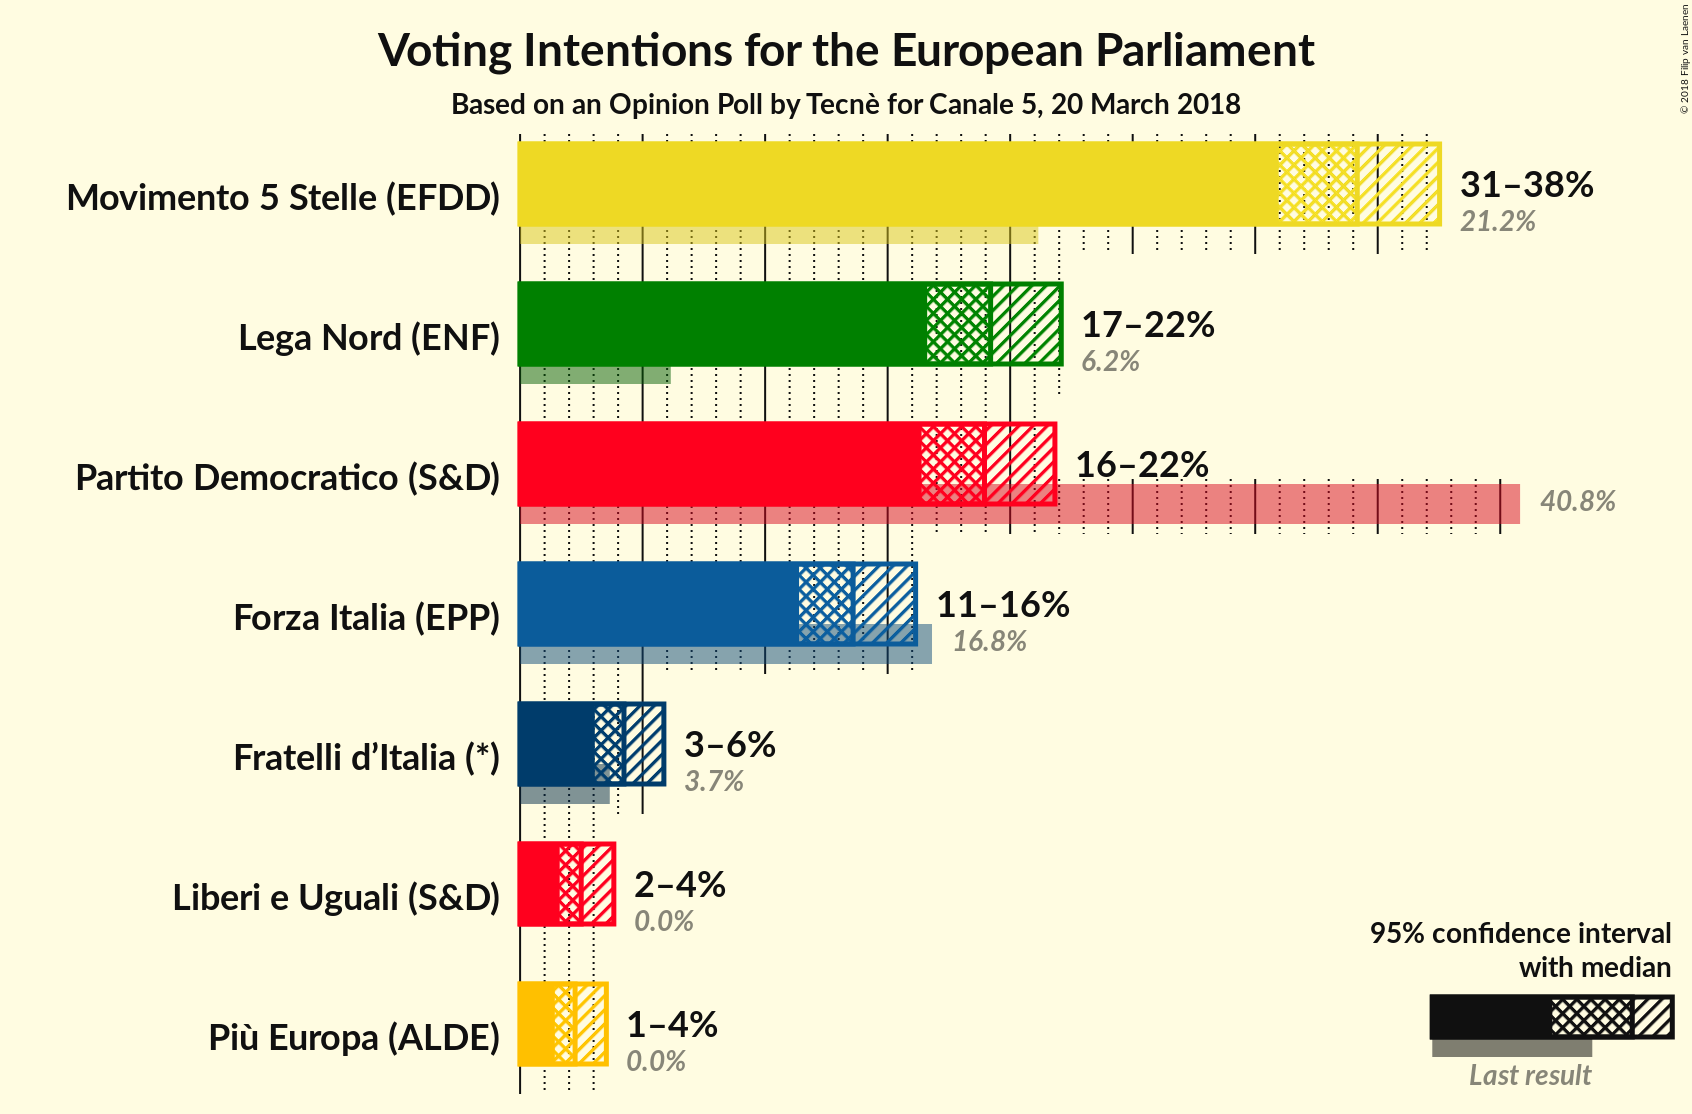 Voting Intentions for the European Parliament
Based on an Opinion Poll by Tecnè for Canale 5, 20 March 2018
© 2018 Filip van Laenen
Movimento 5 Stelle (EFDD)
31–38%
21.2%
Lega Nord (ENF)
17–22%
6.2%
Partito Democratico (S&D)
16–22%
40.8%
Forza Italia (EPP)
11–16%
16.8%
Fratelli d’Italia (*)
3–6%
3.7%
Liberi e Uguali (S&D)
2–4%
0.0%
Più Europa (ALDE)
1–4%
0.0%
95% confidence interval
with median
Last result